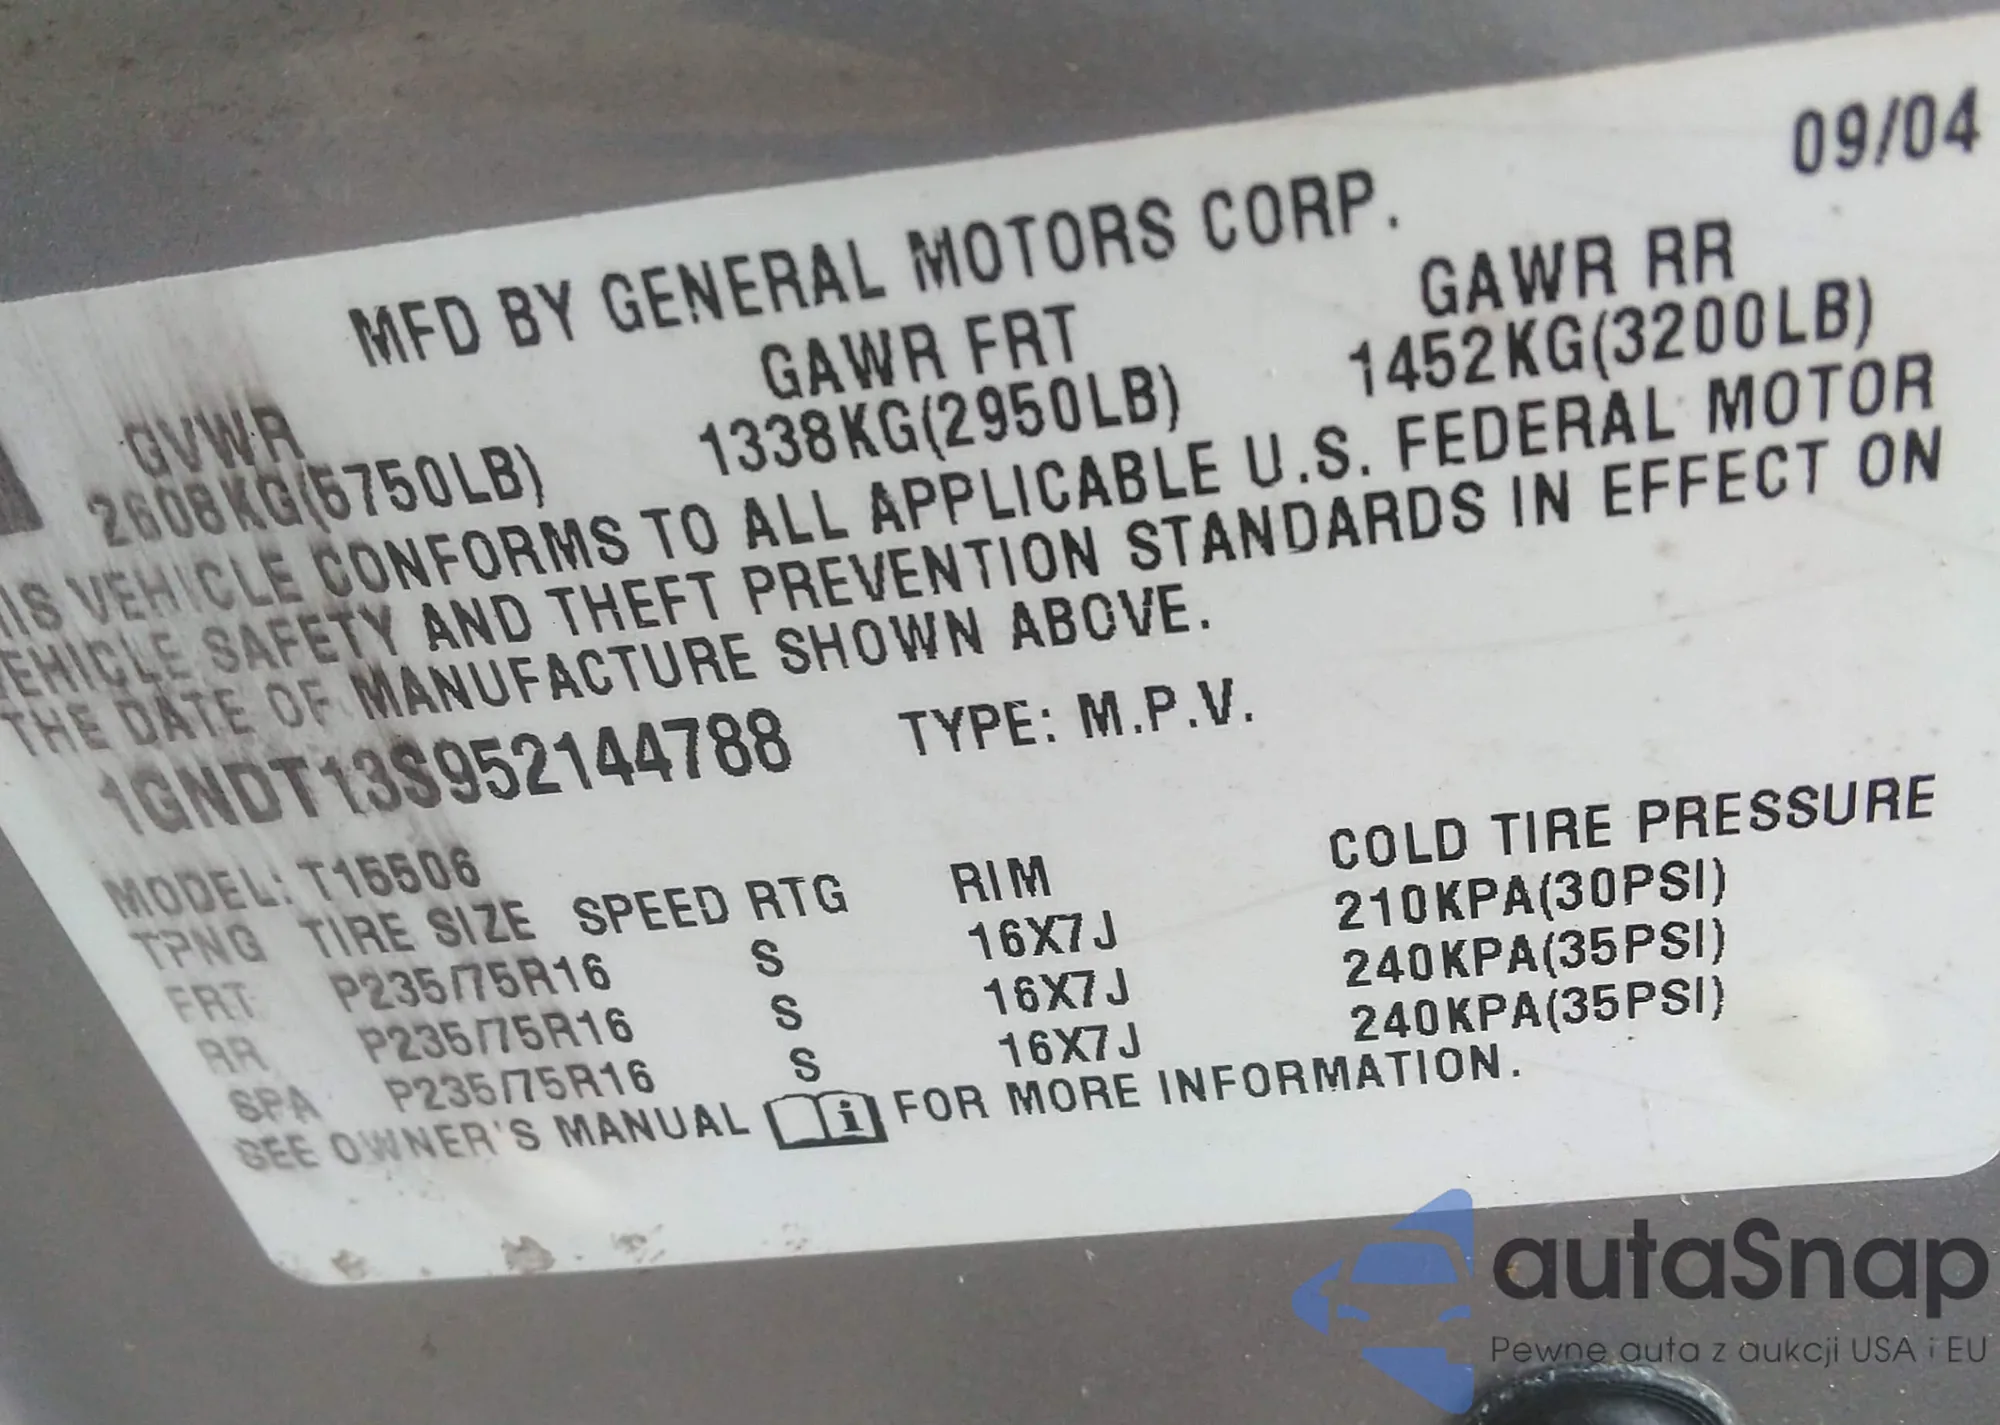 09/04
MFD BY GENERAL MOTORS CORP.
GVWR GAWR FRT GAWR RR
2608KG(5750LB) 1338KG(2950LB) 1452KG(3200LB)
IS VEHICLE CONFORMS TO ALL APPLICABLE U.S. FEDERAL MOTOR
EHICLE SAFETY AND THEFT PREVENTION STANDARDS IN EFFECT ON
THE DATE OF MANUFACTURE SHOWN ABOVE.
1GNDT13S952144788 TYPE: M.P.V.
MODEL: T15506
TPNG TIRE SIZE SPEED RTG RIM COLD TIRE PRESSURE
FRT P235/75R16 S 16X7J 210KPA(30PSI)
RR P235/75R16 S 16X7J 240KPA(35PSI)
SPA P235/75R16 S 16X7J 240KPA(35PSI)
SEE OWNER'S MANUAL FOR MORE INFORMATION.
autaSnap
Pewne auta z aukcji USA i EU